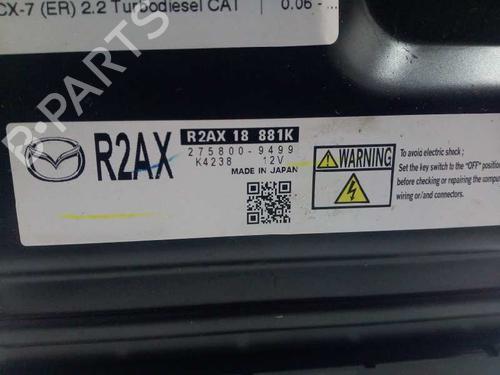 CX-7 (ER) 2.2 Turbodiesel CAT
0.06 - ...
B-PARTS
R2AX
R2AX 18 881K
275800-9499
K4238 12V
MADE IN JAPAN
WARNING
To avoid electric shock ;
Set the key switch to the "OFF" position
before checking or repairing the compu
wiring or/and connectors.